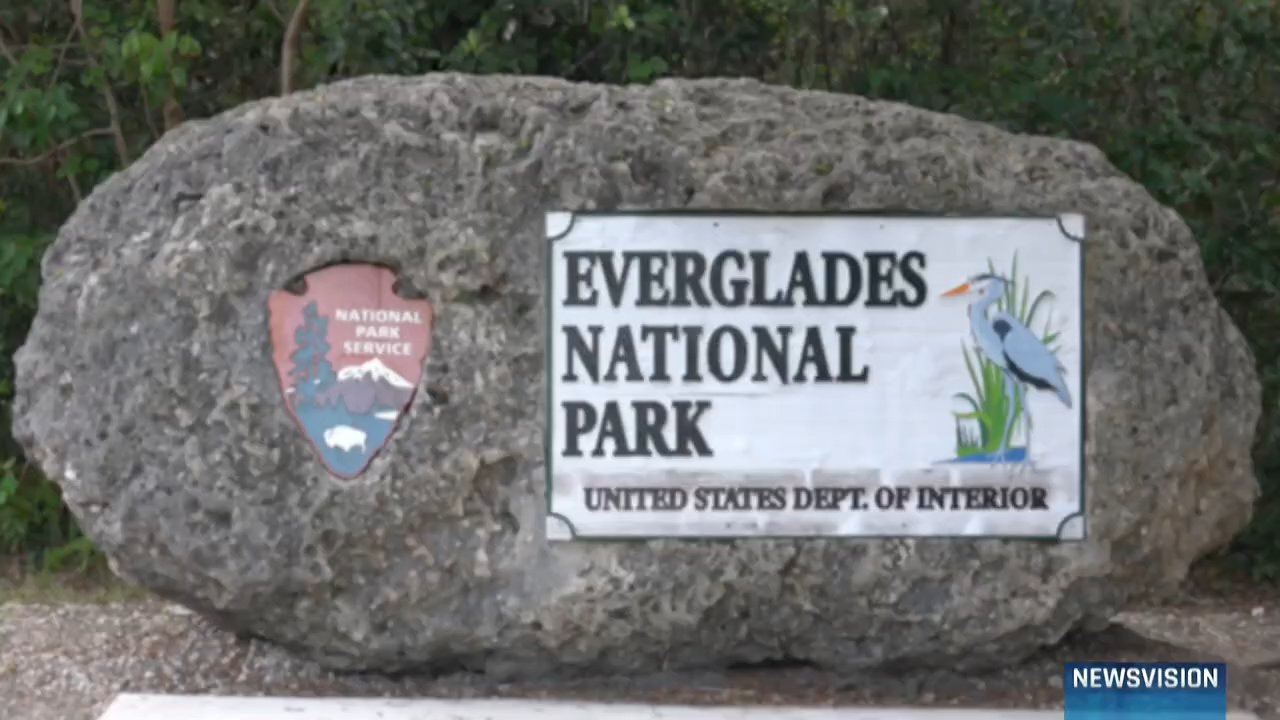 NATIONAL
PARK
SERVICE
EVERGLADES
NATIONAL
PARK
UNITED STATES DEPT. OF INTERIOR
NEWSVISION